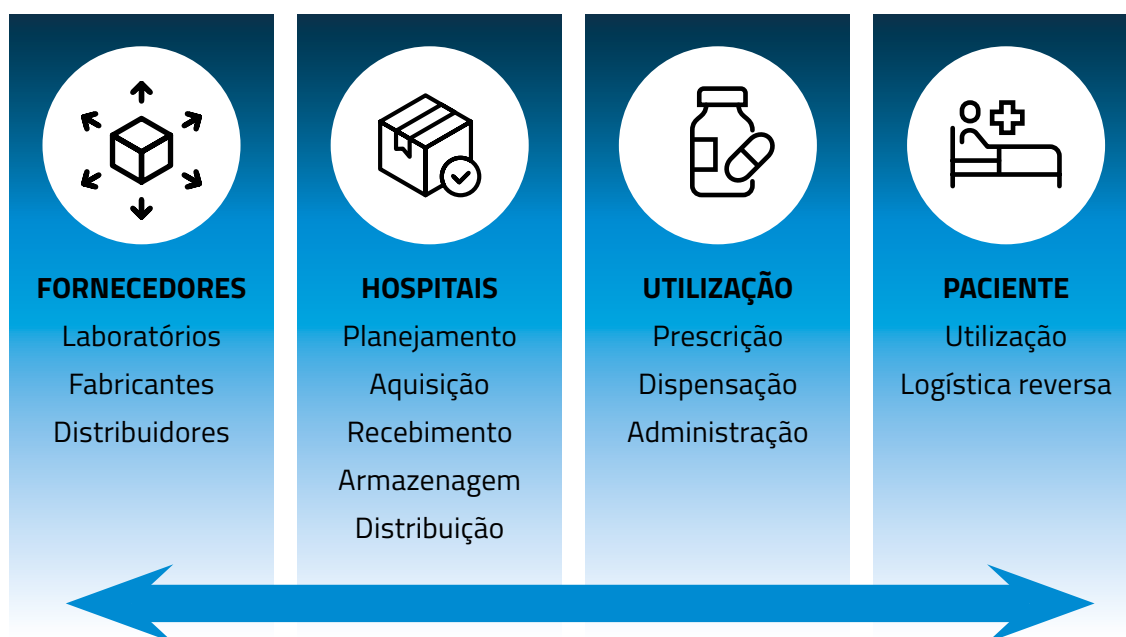 FORNECEDORES
Laboratórios
Fabricantes
Distribuidores
HOSPITAIS
Planejamento
Aquisição
Recebimento
Armazenagem
Distribuição
UTILIZAÇÃO
Prescrição
Dispensação
Administração
PACIENTE
Utilização
Logística reversa